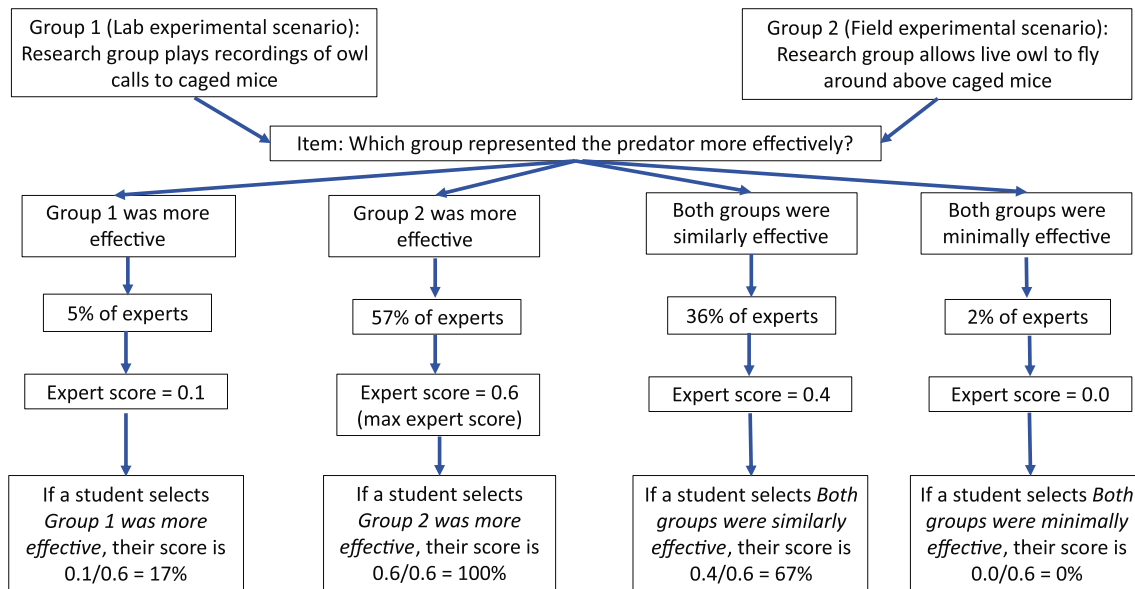 Group 1 (Lab experimental scenario):
Research group plays recordings of owl
calls to caged mice
Group 2 (Field experimental scenario):
Research group allows live owl to fly
around above caged mice
Item: Which group represented the predator more effectively?
Group 1 was more
effective
Group 2 was more
effective
Both groups were
similarly effective
Both groups were
minimally effective
5% of experts
57% of experts
36% of experts
2% of experts
Expert score = 0.1
Expert score = 0.6
(max expert score)
Expert score = 0.4
Expert score = 0.0
If a student selects
Group 1 was more
effective, their score is
0.1/0.6 = 17%
If a student selects
Group 2 was more
effective, their score is
0.6/0.6 = 100%
If a student selects Both
groups were similarly
effective, their score is
0.4/0.6 = 67%
If a student selects Both
groups were minimally
effective, their score is
0.0/0.6 = 0%